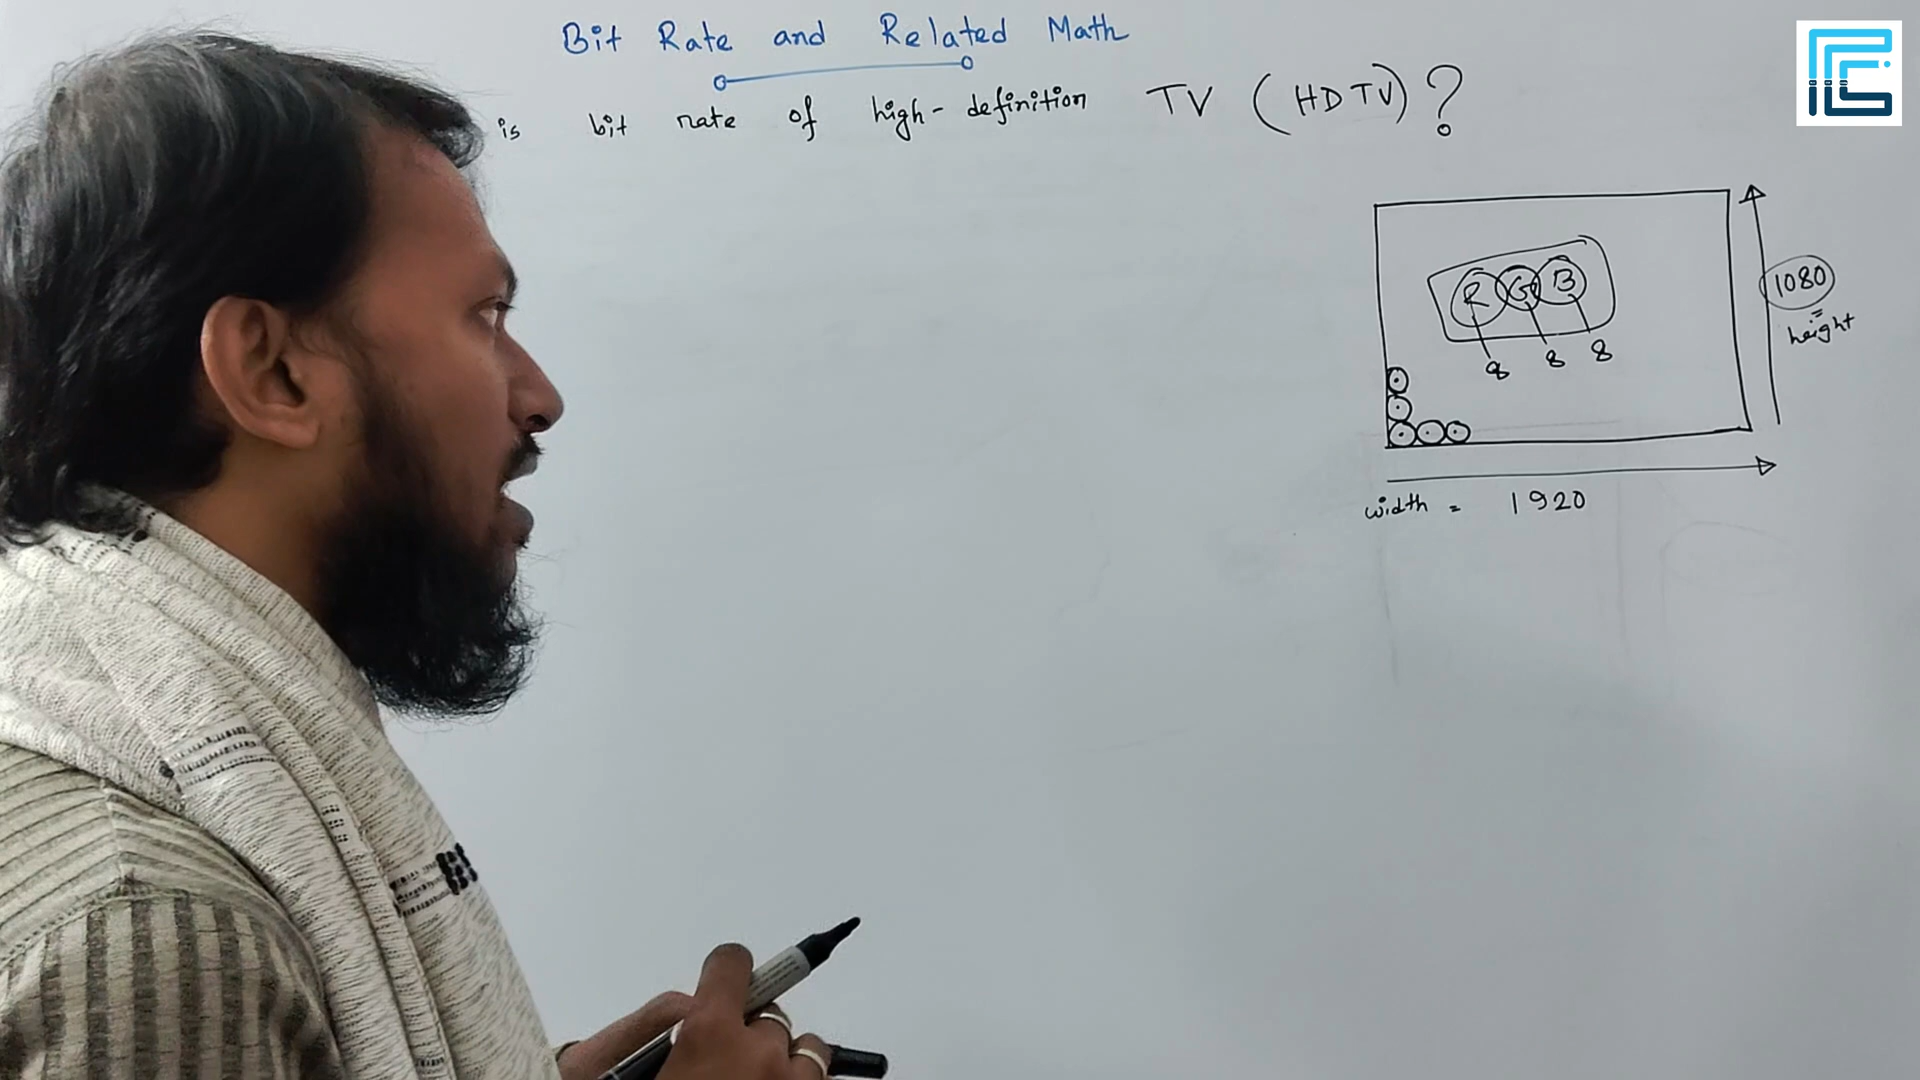 Bit Rate and Related Math
is bit rate of high-definition TV (HDTV)?
R G B
8 8 8
1080
=
height
width = 1920